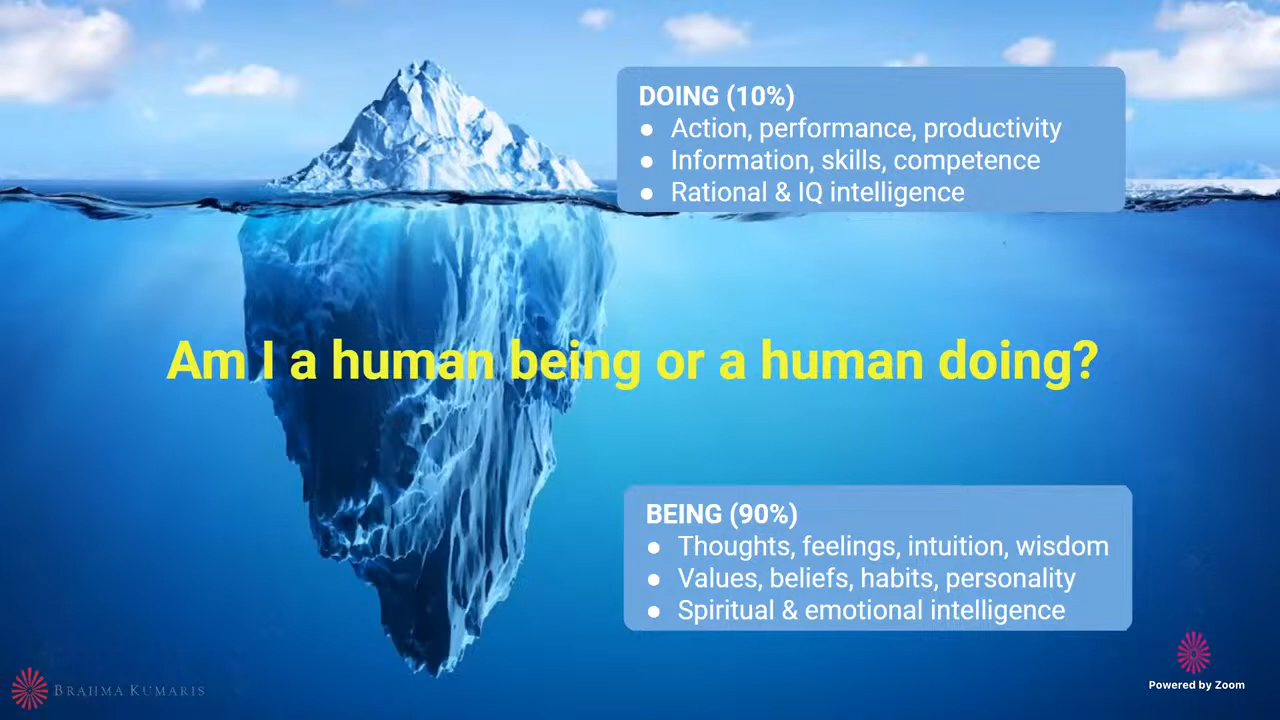 DOING (10%)
● Action, performance, productivity
● Information, skills, competence
● Rational & IQ intelligence
Am I a human being or a human doing?
BEING (90%)
● Thoughts, feelings, intuition, wisdom
● Values, beliefs, habits, personality
● Spiritual & emotional intelligence
BRAHMA KUMARIS
Powered by Zoom